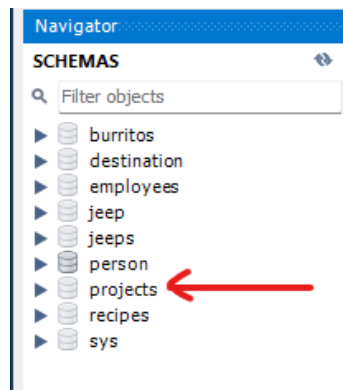 Navigator
SCHEMAS
Filter objects
burritos
destination
employees
jeep
jeeps
person
projects
recipes
sys